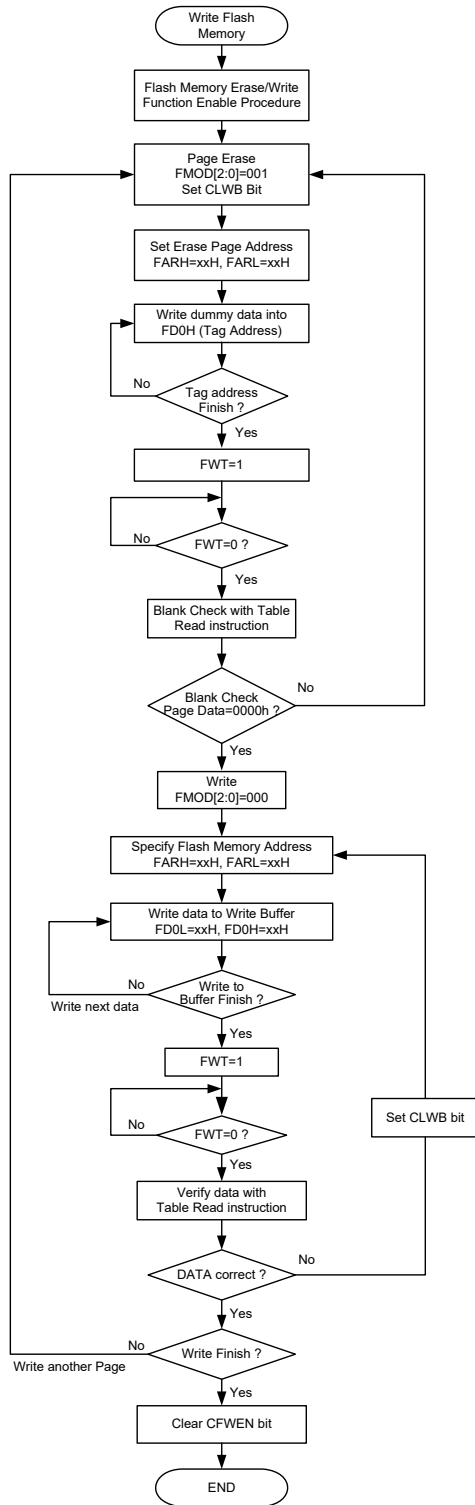 Write Flash
Memory
Flash Memory Erase/Write
Function Enable Procedure
Page Erase
FMOD[2:0]=001
Set CLWB Bit
Set Erase Page Address
FARH=xxH, FARL=xxH
Write dummy data into
FD0H (Tag Address)
No
Tag address
Finish ?
Yes
FWT=1
No
FWT=0 ?
Yes
Blank Check with Table
Read instruction
No
Blank Check
Page Data=0000h ?
Yes
Write
FMOD[2:0]=000
Specify Flash Memory Address
FARH=xxH, FARL=xxH
Write data to Write Buffer
FD0L=xxH, FD0H=xxH
No
Write next data
Write to
Buffer Finish ?
Yes
FWT=1
Set CLWB bit
No
FWT=0 ?
Yes
Verify data with
Table Read instruction
No
DATA correct ?
Yes
No
Write another Page
Write Finish ?
Yes
Clear CFWEN bit
END